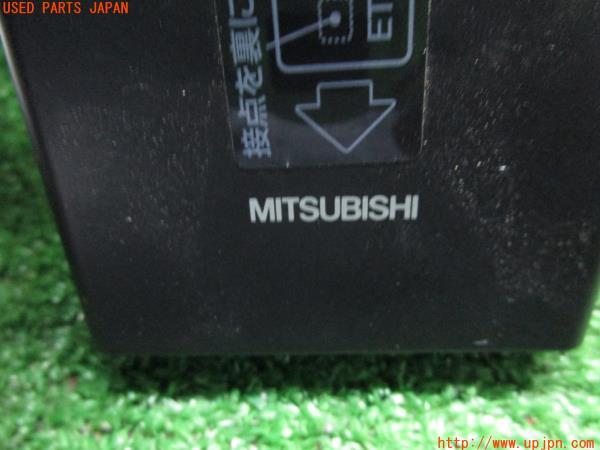 USED PARTS JAPAN
接点を裏に
MITSUBISHI
http://www.upjpn.com/